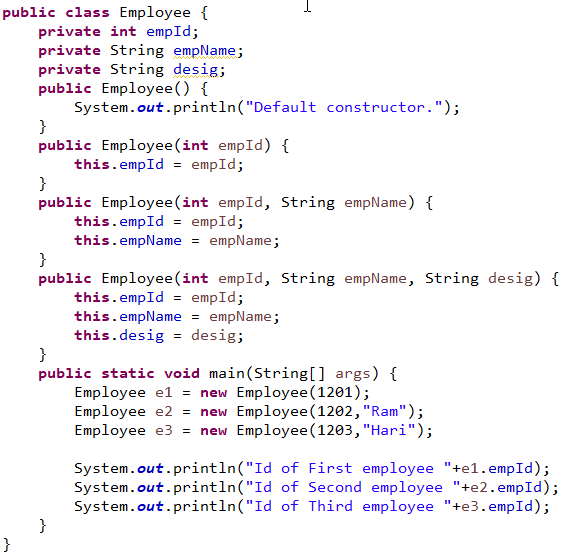 public class Employee {
    private int empId;
    private String empName;
    private String desig;
    public Employee() {
        System.out.println("Default constructor.");
    }
    public Employee(int empId) {
        this.empId = empId;
    }
    public Employee(int empId, String empName) {
        this.empId = empId;
        this.empName = empName;
    }
    public Employee(int empId, String empName, String desig) {
        this.empId = empId;
        this.empName = empName;
        this.desig = desig;
    }
    public static void main(String[] args) {
        Employee e1 = new Employee(1201);
        Employee e2 = new Employee(1202,"Ram");
        Employee e3 = new Employee(1203,"Hari");

        System.out.println("Id of First employee "+e1.empId);
        System.out.println("Id of Second employee "+e2.empId);
        System.out.println("Id of Third employee "+e3.empId);
    }
}